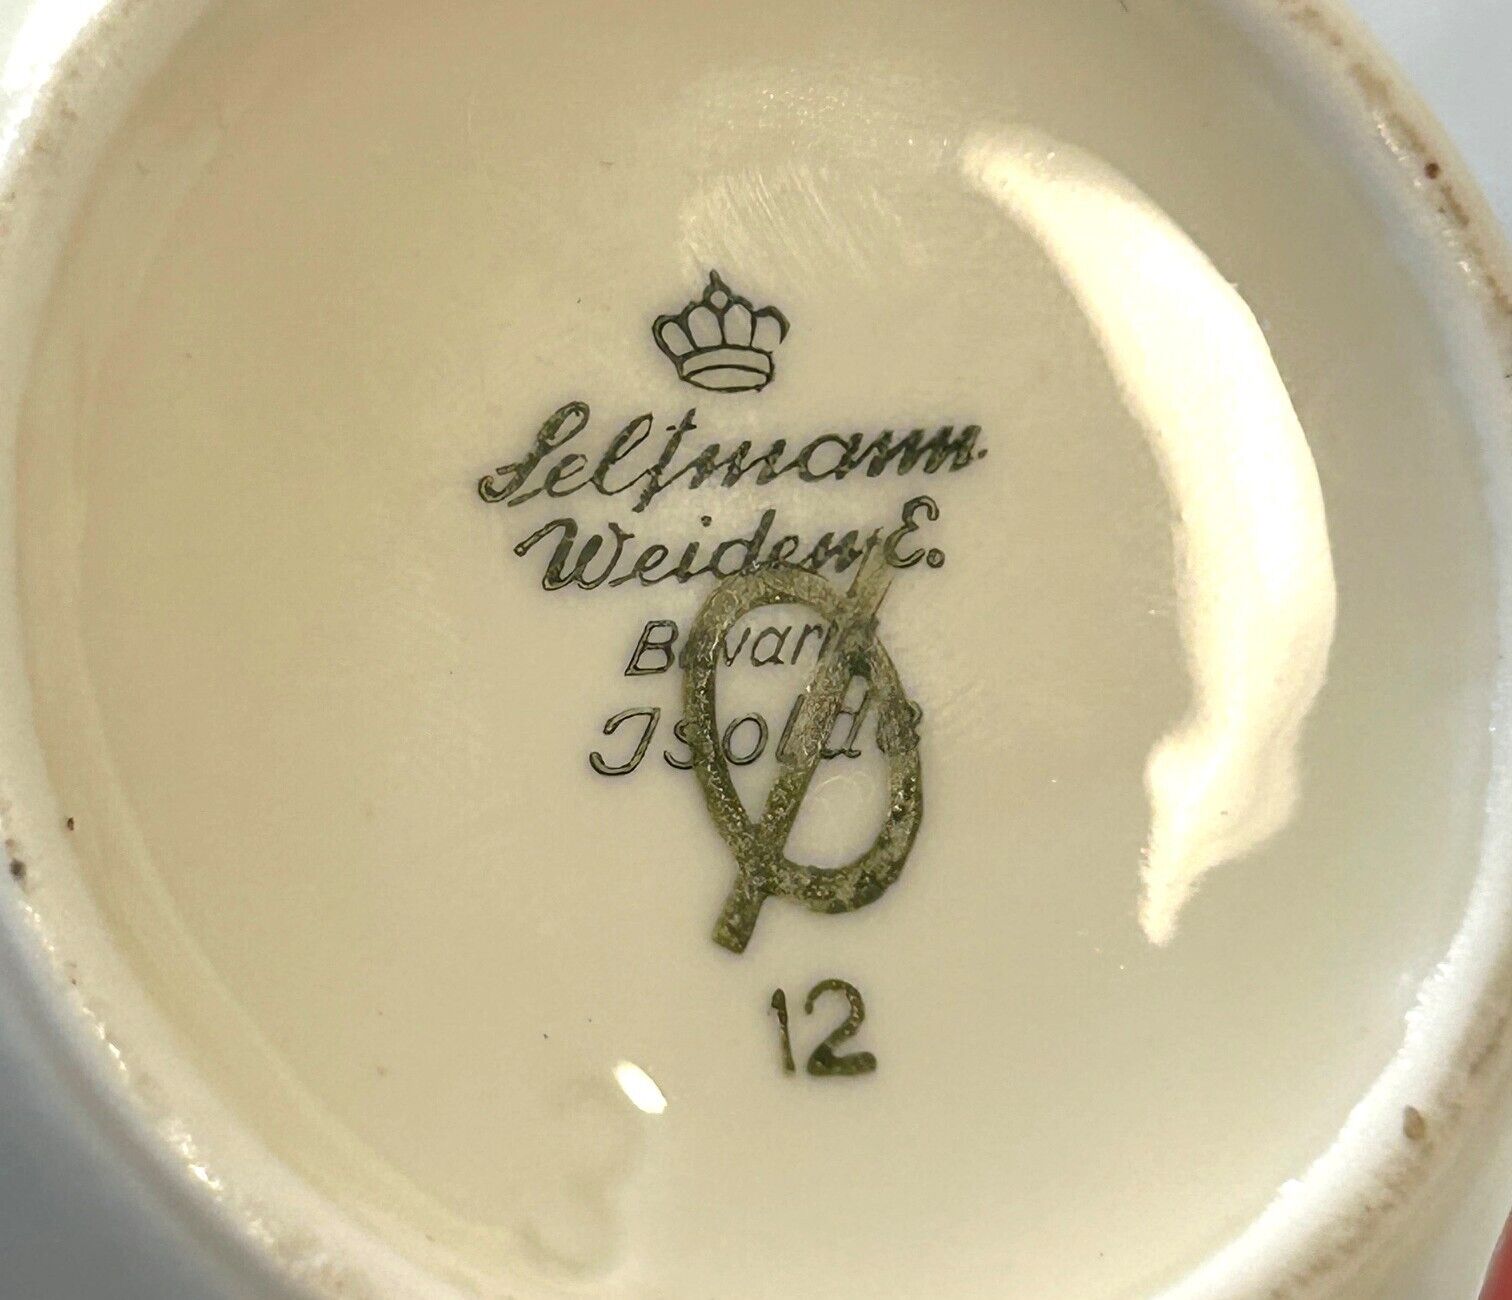 Seltmann
Weiden E.
Bavaria
Isolde
12